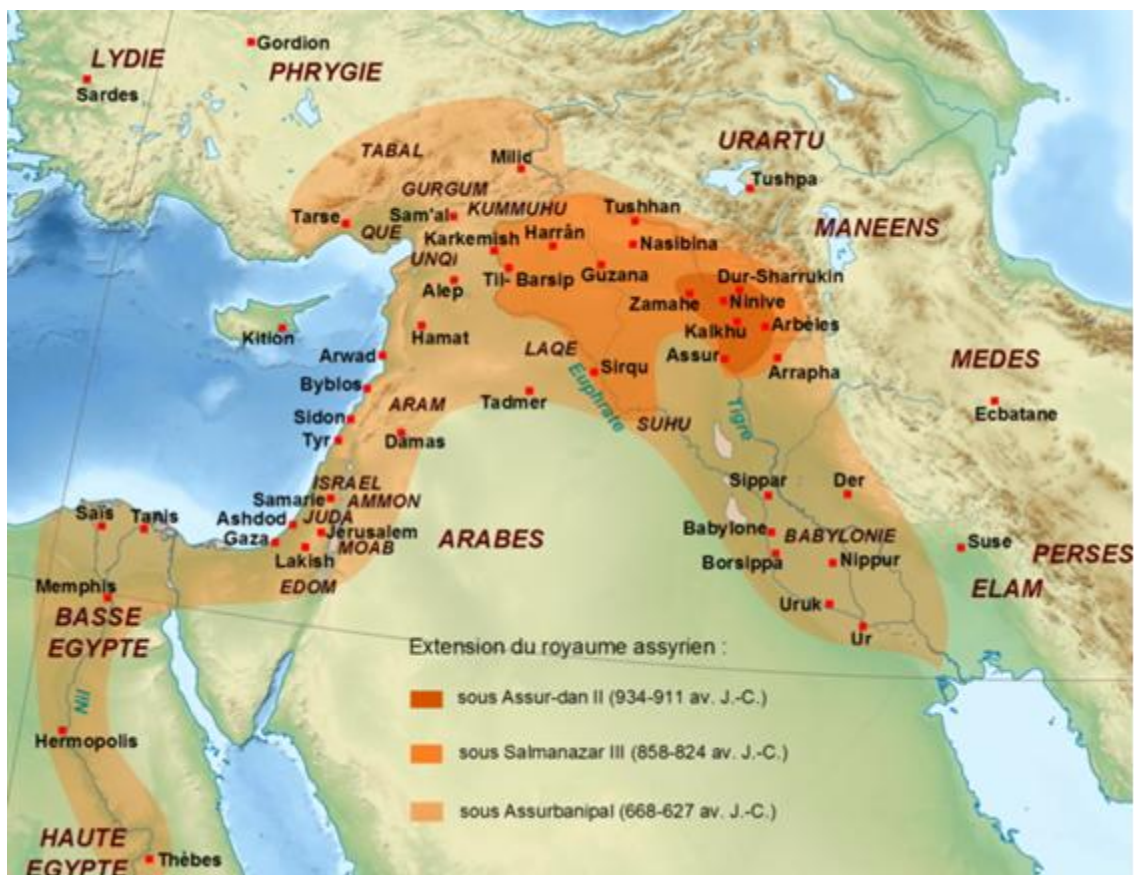 Gordion
LYDIE
PHRYGIE
Sardes
URARTU
TABAL
Milid
Tushpa
GURGUM
Tushhan
Sam'al
KUMMUHU
Tarse
MANEENS
QUE
Harrân
Nasibina
Karkemish
UNQI
Guzana
Dur-Sharrukin
Til- Barsip
Alep
Zamahe
Ninive
Kition
Hamat
Kalkhu
Arbèles
Arwad
LAQE
Assur
MEDES
Sirqu
Arrapha
Byblos
Euphrate
Tadmer
ARAM
Tigre
Ecbatane
Sidon
SUHU
Tyr
Damas
ISRAEL
Sippar
Der
Samarie
AMMON
Saïs
Tanis
Ashdod
JUDA
Jérusalem
Babylone
BABYLONIE
Gaza
MOAB
ARABES
Suse
PERSES
Lakish
Borsippa
Nippur
Memphis
EDOM
ELAM
BASSE
EGYPTE
Uruk
Ur
Extension du royaume assyrien :
Nil
sous Assur-dan II (934-911 av. J.-C.)
Hermopolis
sous Salmanazar III (858-824 av. J.-C.)
sous Assurbanipal (668-627 av. J.-C.)
HAUTE
EGYPTE
Thèbes